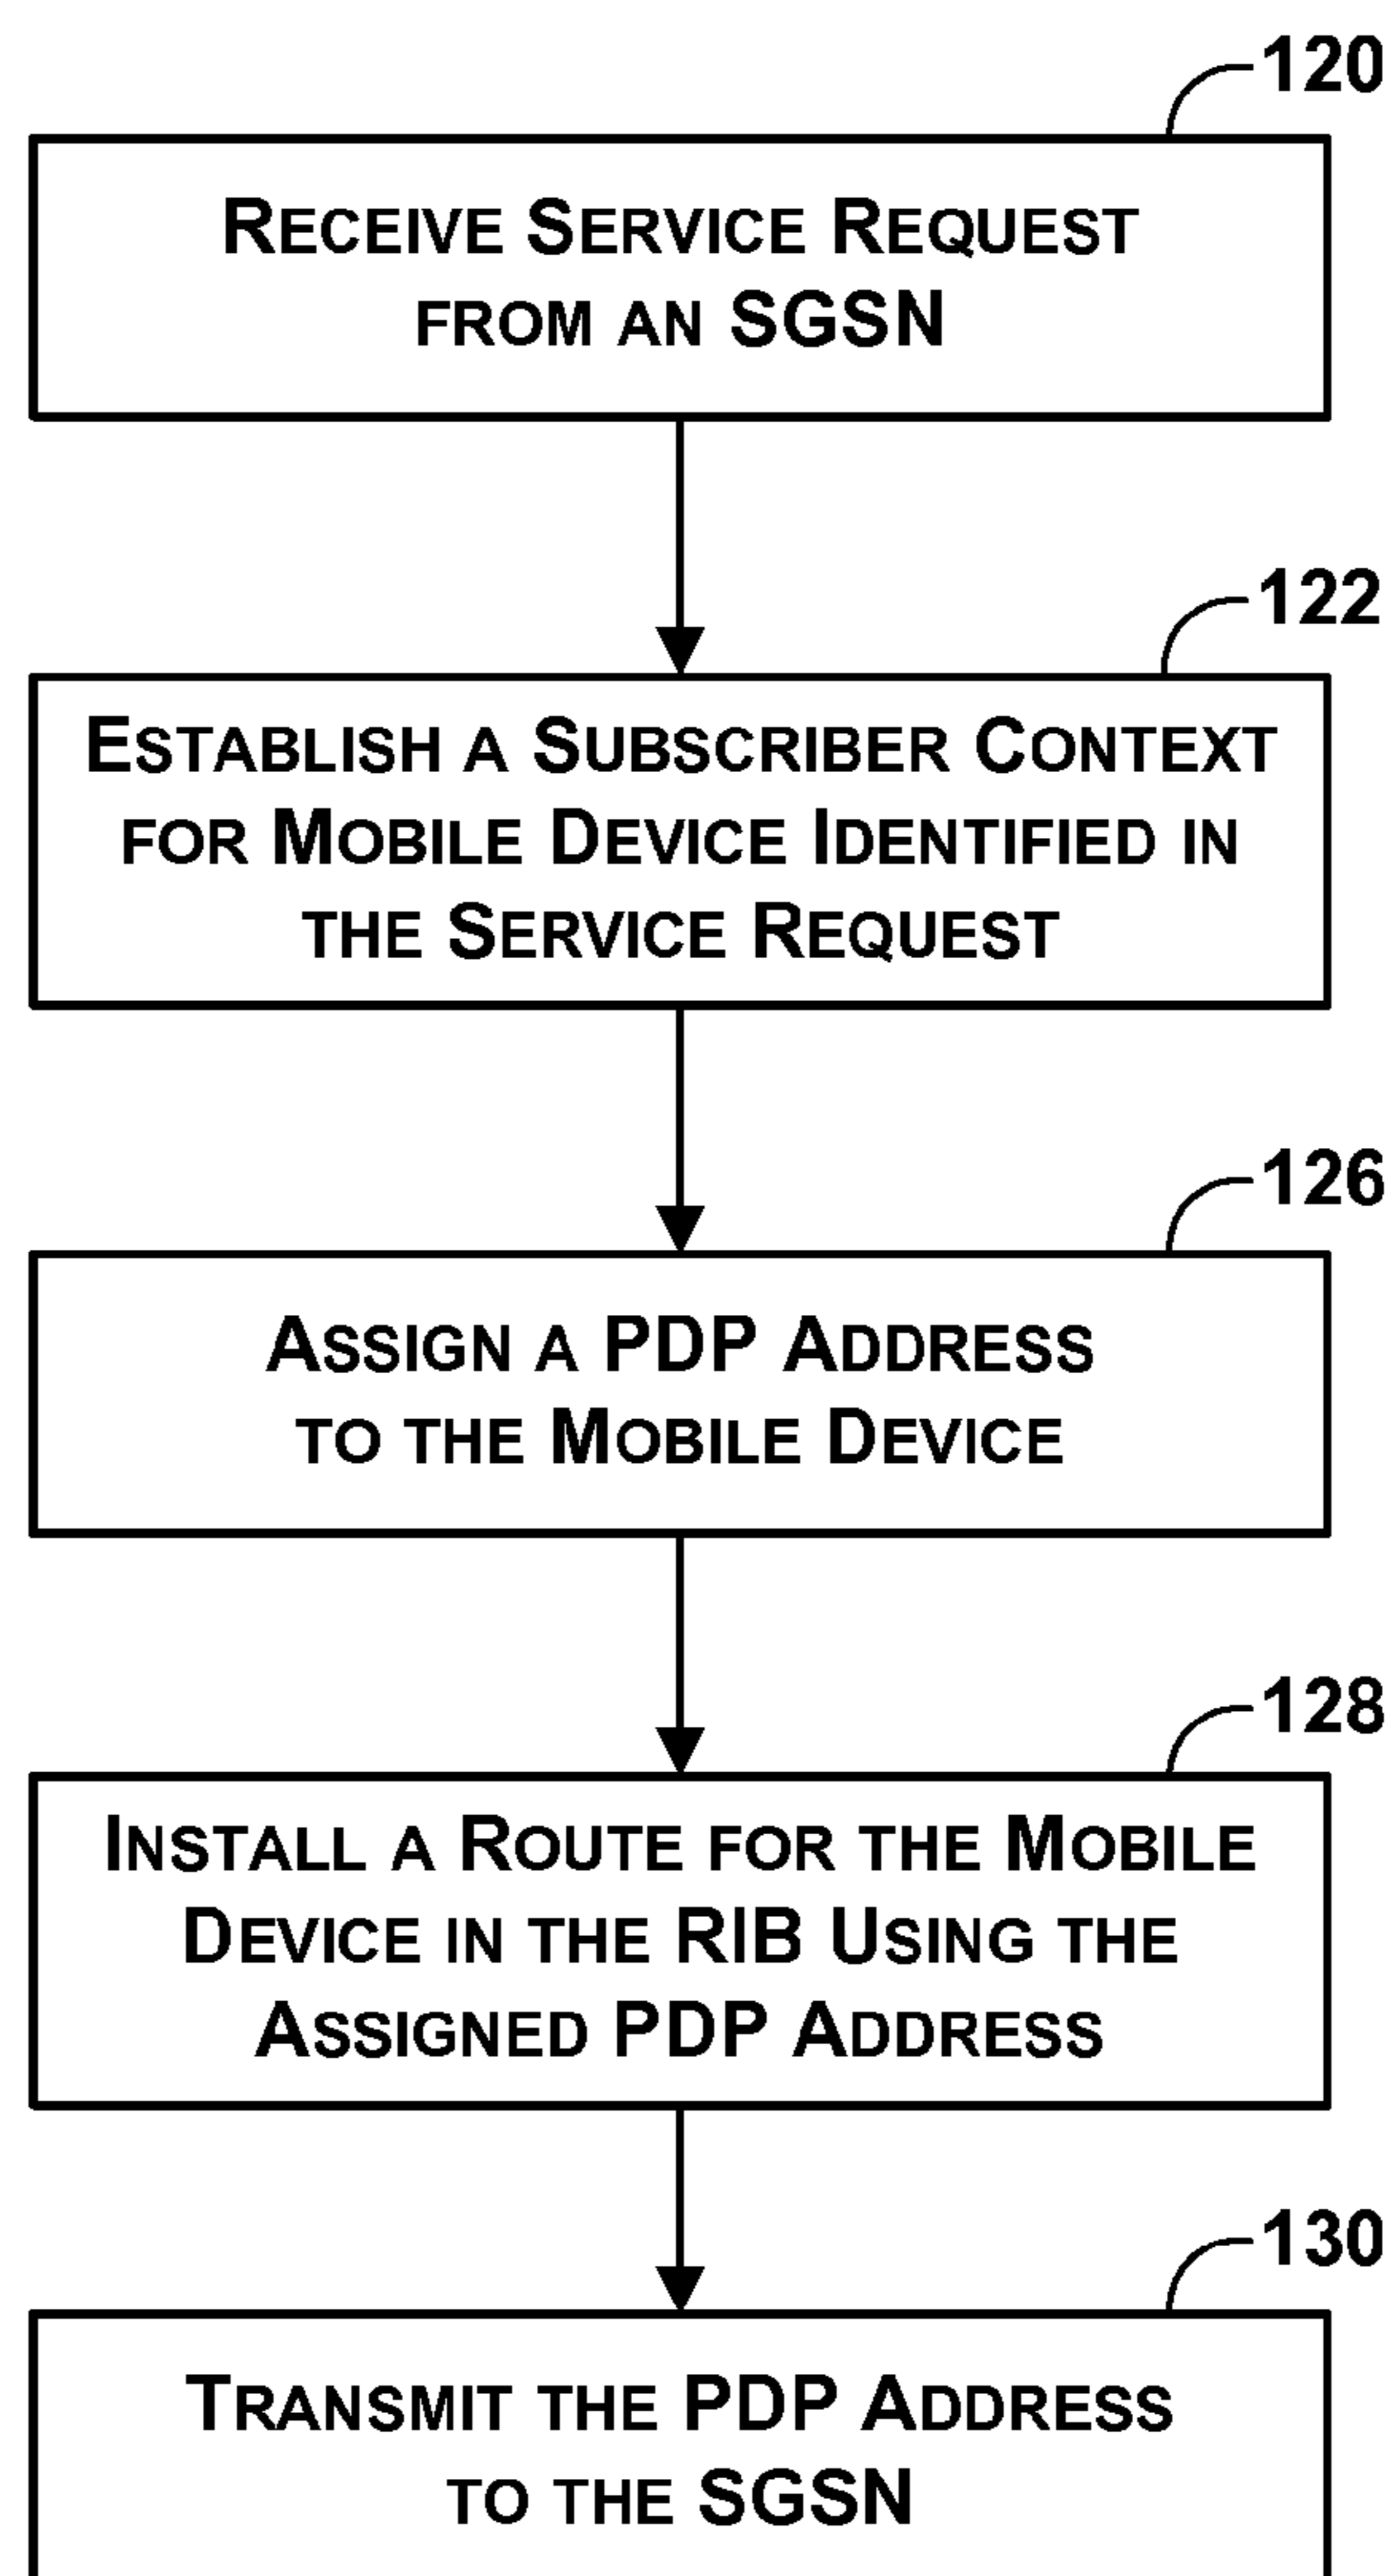 120
RECEIVE SERVICE REQUEST
FROM AN SGSN
122
ESTABLISH A SUBSCRIBER CONTEXT
FOR MOBILE DEVICE IDENTIFIED IN
THE SERVICE REQUEST
126
ASSIGN A PDP ADDRESS
TO THE MOBILE DEVICE
128
INSTALL A ROUTE FOR THE MOBILE
DEVICE IN THE RIB USING THE
ASSIGNED PDP ADDRESS
130
TRANSMIT THE PDP ADDRESS
TO THE SGSN